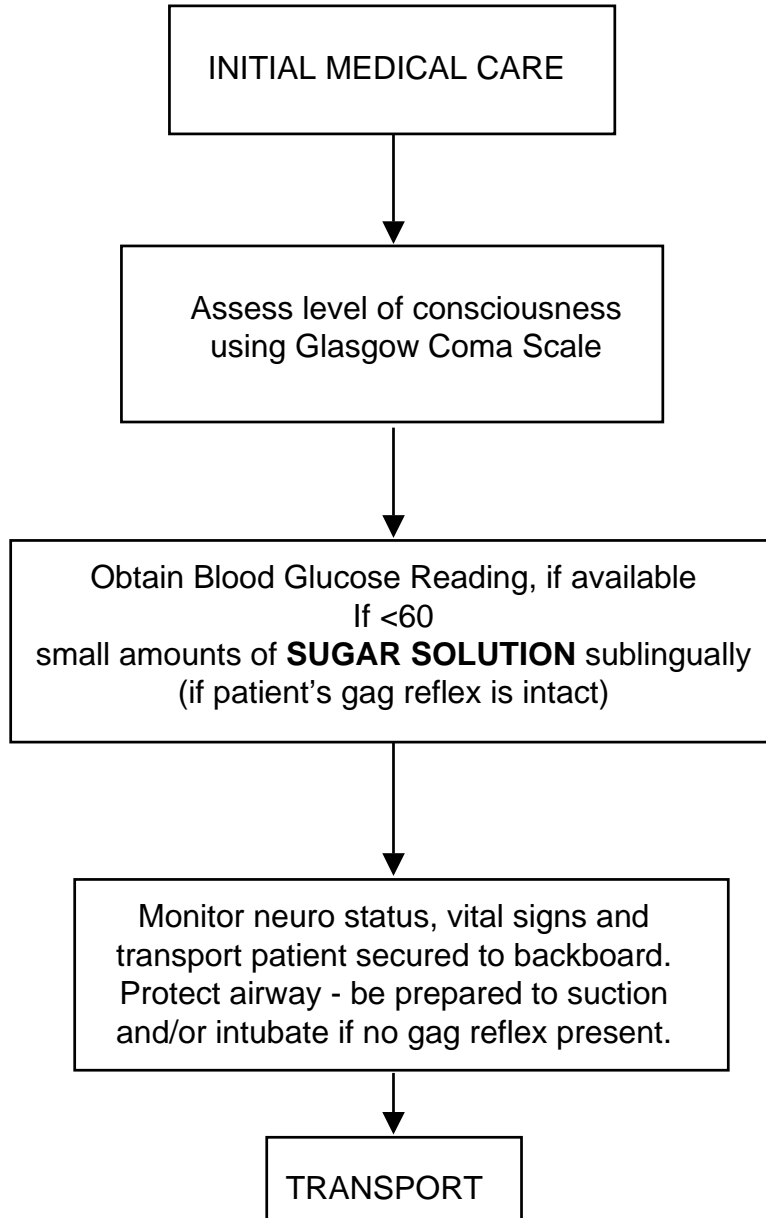 INITIAL MEDICAL CARE
Assess level of consciousness
using Glasgow Coma Scale
Obtain Blood Glucose Reading, if available
If <60
small amounts of SUGAR SOLUTION sublingually
(if patient’s gag reflex is intact)
Monitor neuro status, vital signs and
transport patient secured to backboard.
Protect airway - be prepared to suction
and/or intubate if no gag reflex present.
TRANSPORT